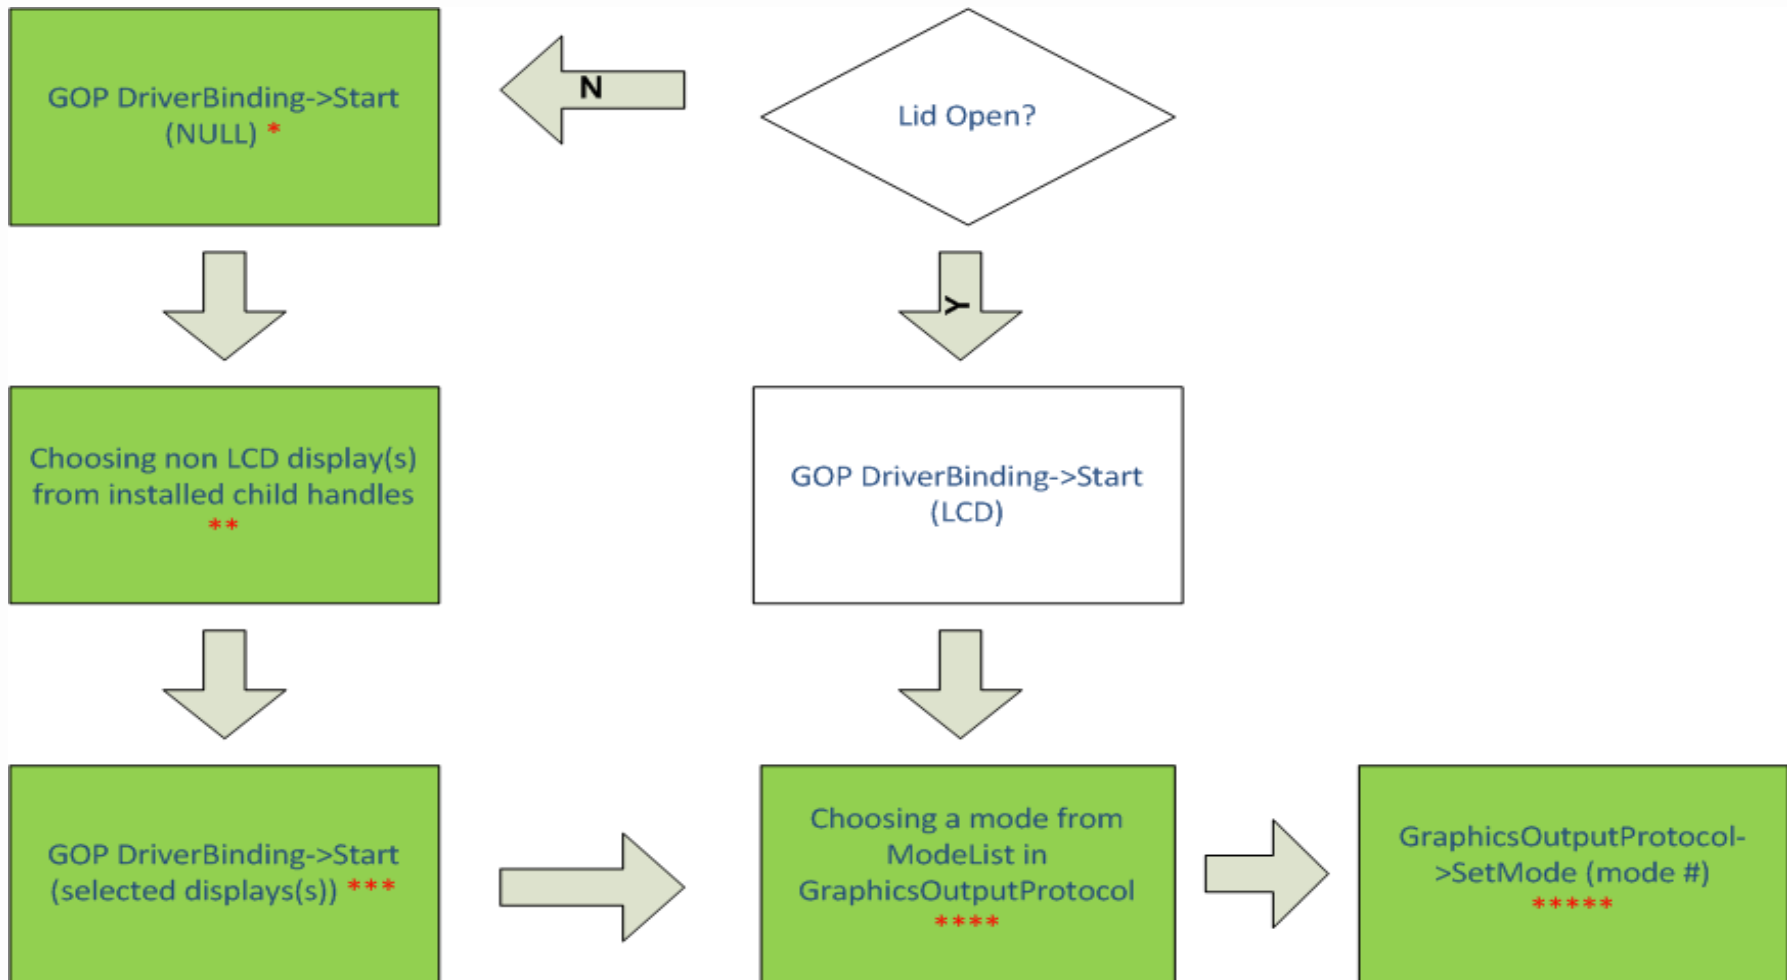 GOP DriverBinding->Start
(NULL) *
N
Lid Open?
Y
Choosing non LCD display(s)
from installed child handles
**
GOP DriverBinding->Start
(LCD)
GOP DriverBinding->Start
(selected displays(s)) ***
Choosing a mode from
ModeList in
GraphicsOutputProtocol
****
GraphicsOutputProtocol-
>SetMode (mode #)
*****